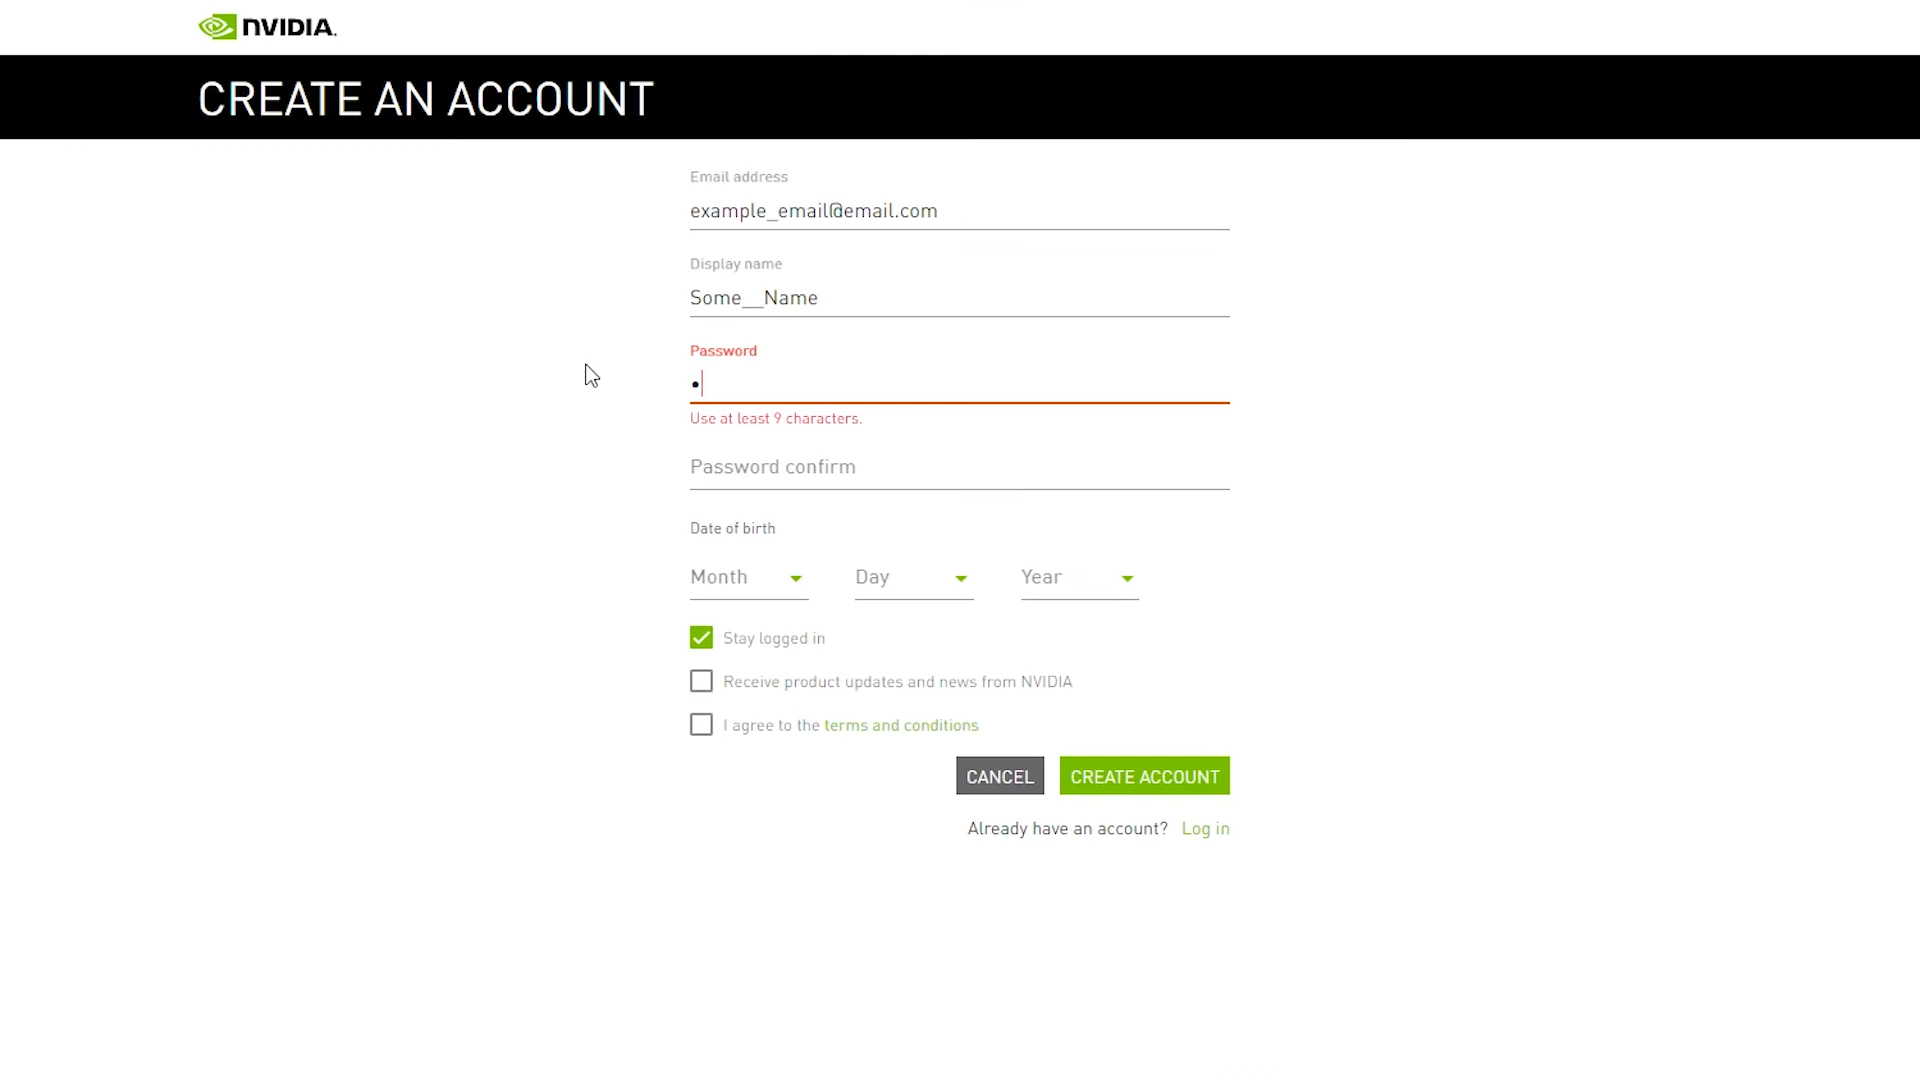 NVIDIA.
CREATE AN ACCOUNT
Email address
example_email@email.com
Display name
Some__Name
Password
•
Use at least 9 characters.
Password confirm
Date of birth
Month Day Year
Stay logged in
Receive product updates and news from NVIDIA
I agree to the terms and conditions
CANCEL CREATE ACCOUNT
Already have an account? Log in